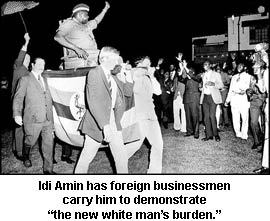 Idi Amin has foreign businessmen
carry him to demonstrate
“the new white man’s burden.”